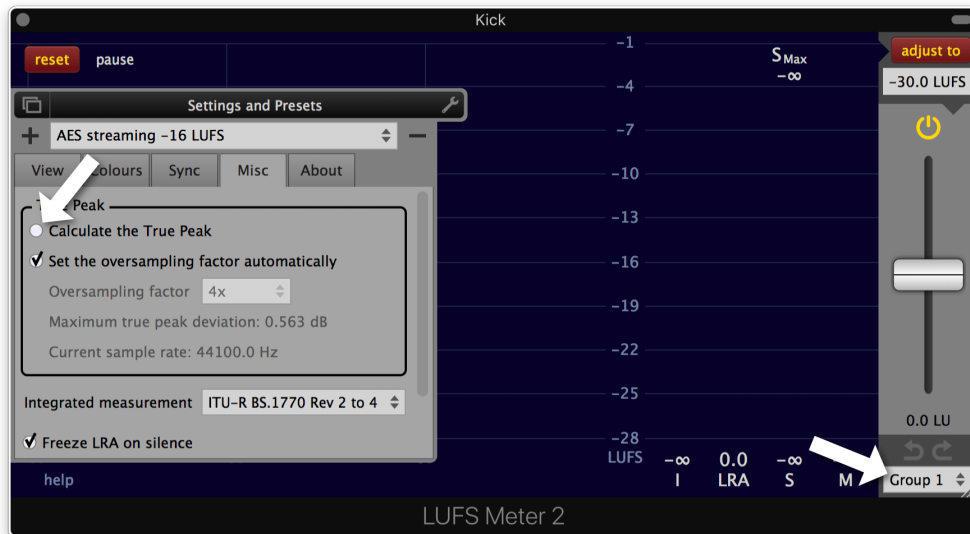 Kick
reset pause
Settings and Presets
AES streaming -16 LUFS
View Colours Sync Misc About
True Peak
Calculate the True Peak
Set the oversampling factor automatically
Oversampling factor 4x
Maximum true peak deviation: 0.563 dB
Current sample rate: 44100.0 Hz
Integrated measurement ITU-R BS.1770 Rev 2 to 4
Freeze LRA on silence
help
-1
-4
-7
-10
-13
-16
-19
-22
-25
-28
LUFS
SMax
-∞
-∞ 0.0 -∞
I LRA S M
adjust to
-30.0 LUFS
0.0 LU
Group 1
LUFS Meter 2